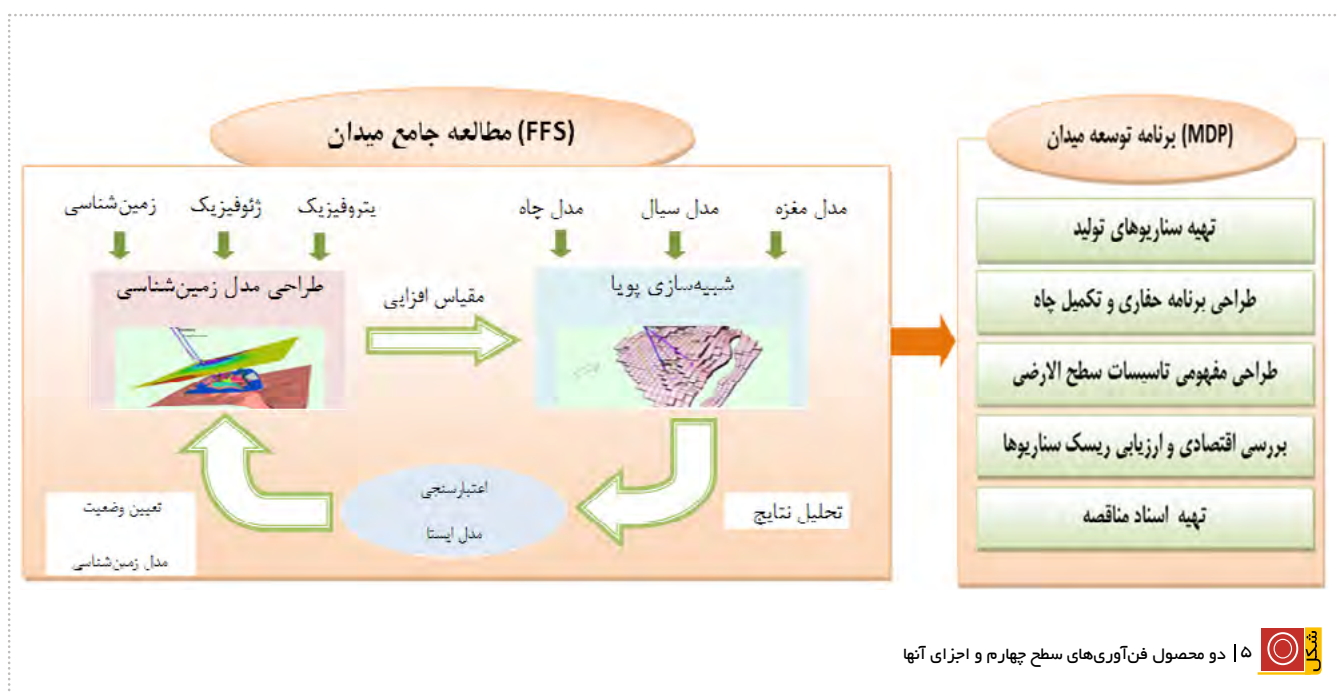 (FFS) مطالعه جامع میدان
زمین‌شناسی
ژئوفیزیک
پتروفیزیک
مدل چاه
مدل سیال
مدل مغزه
طراحی مدل زمین‌شناسی
مقیاس افزایی
شبیه‌سازی پویا
تحلیل نتایج
اعتبارسنجی
مدل ایستا
تعیین وضعیت
مدل زمین‌شناسی
(MDP) برنامه توسعه میدان
تهیه سناریوهای تولید
طراحی برنامه حفاری و تکمیل چاه
طراحی مفهومی تاسیسات سطح الارضی
بررسی اقتصادی و ارزیابی ریسک سناریوها
تهیه اسناد مناقصه
شکل ۵ | دو محصول فن‌آوری‌های سطح چهارم و اجزای آنها